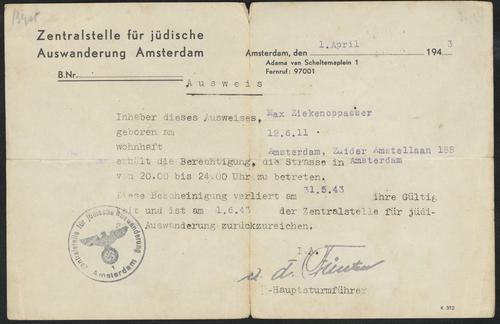 Zentralstelle für jüdische
Auswanderung Amsterdam
B.Nr.
Amsterdam, den 1.April 1943
Adama van Scheltemaplein 1
Fernruf: 97001
Ausweis
Inhaber dieses Ausweises, Max Ziekenoppasser
geboren am 12.6.11
wohnhaft Amsterdam, Zuider Amstellaan 188
erhält die Berechtigung, die Strasse in Amsterdam
von 20.00 bis 24.00 Uhr zu betreten.
Diese Bescheinigung verliert am 31.5.43 ihre Gültig
keit und ist am 1.6.43 der Zentralstelle für jüdi-
Auswanderung zurückzureichen.
I.A.
-Hauptsturmführer
Zentralstelle für jüdische Auswanderung
1
Amsterdam
K 372